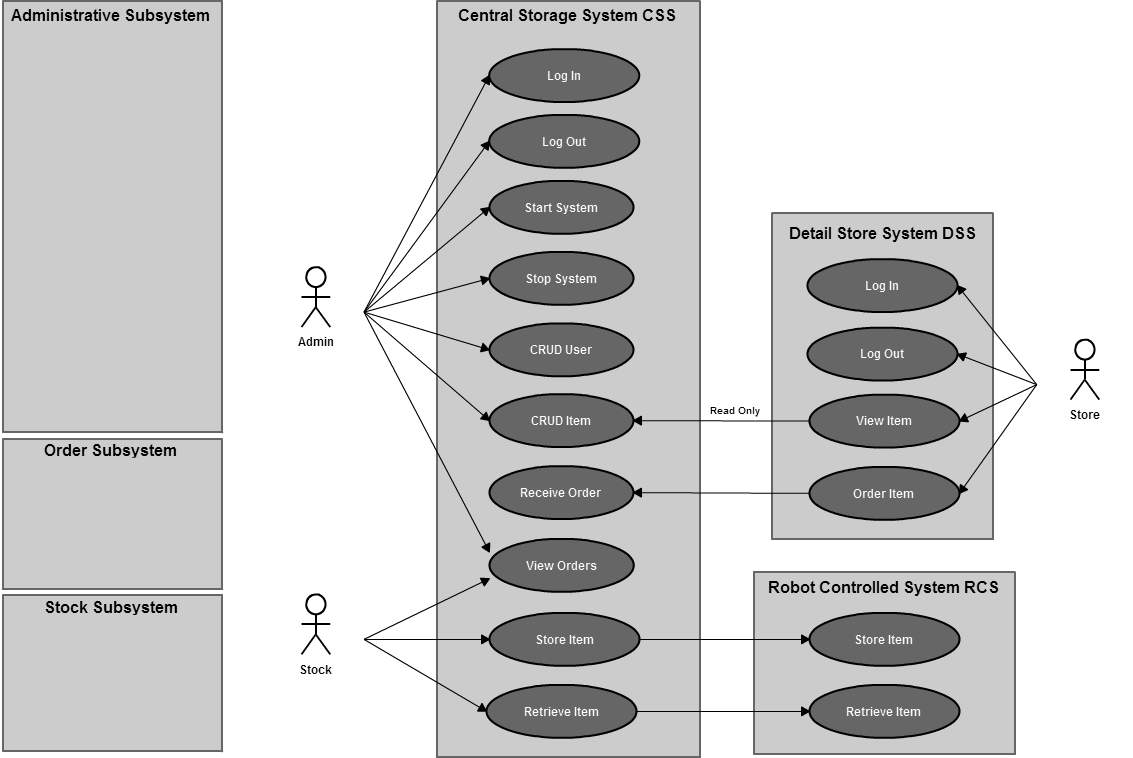 Administrative Subsystem
Order Subsystem
Stock Subsystem
Admin
Stock
Central Storage System CSS
Log In
Log Out
Start System
Stop System
CRUD User
CRUD Item
Receive Order
View Orders
Store Item
Retrieve Item
Read Only
Detail Store System DSS
Log In
Log Out
View Item
Order Item
Store
Robot Controlled System RCS
Store Item
Retrieve Item